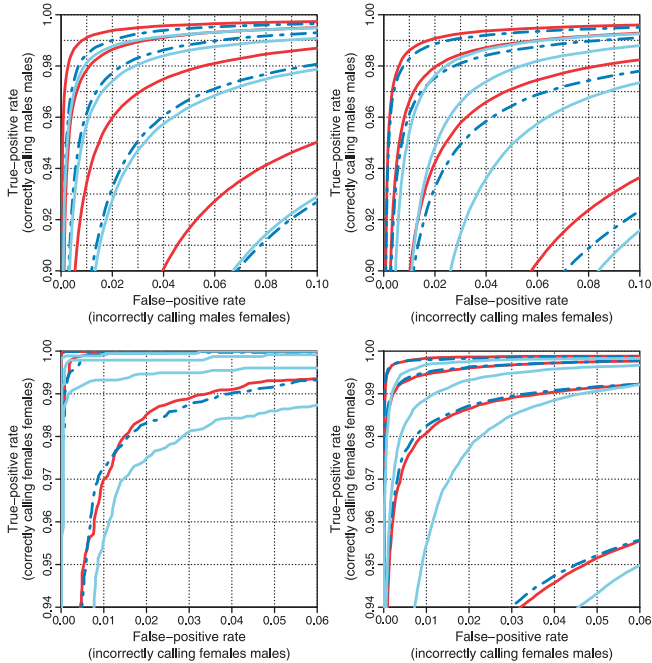 True−positive rate
(correctly calling males males)
0.90 0.92 0.94 0.96 0.98 1.00
0.00 0.02 0.04 0.06 0.08 0.10
False−positive rate
(incorrectly calling males females)
True−positive rate
(correctly calling males males)
0.90 0.92 0.94 0.96 0.98 1.00
0.00 0.02 0.04 0.06 0.08 0.10
False−positive rate
(incorrectly calling males females)
True−positive rate
(correctly calling females females)
0.94 0.95 0.96 0.97 0.98 0.99 1.00
0.00 0.01 0.02 0.03 0.04 0.05 0.06
False−positive rate
(incorrectly calling females males)
True−positive rate
(correctly calling females females)
0.94 0.95 0.96 0.97 0.98 0.99 1.00
0.00 0.01 0.02 0.03 0.04 0.05 0.06
False−positive rate
(incorrectly calling females males)